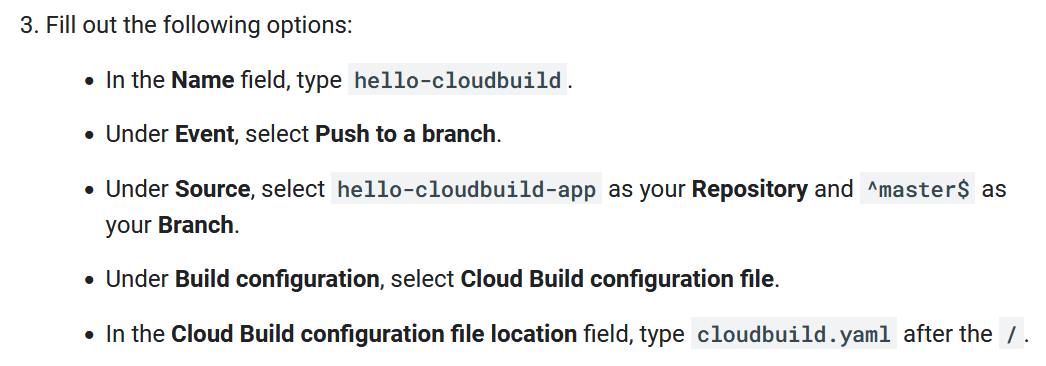 3. Fill out the following options:
• In the Name field, type hello-cloudbuild.
• Under Event, select Push to a branch.
• Under Source, select hello-cloudbuild-app as your Repository and ^master$ as
your Branch.
• Under Build configuration, select Cloud Build configuration file.
• In the Cloud Build configuration file location field, type cloudbuild.yaml after the /.